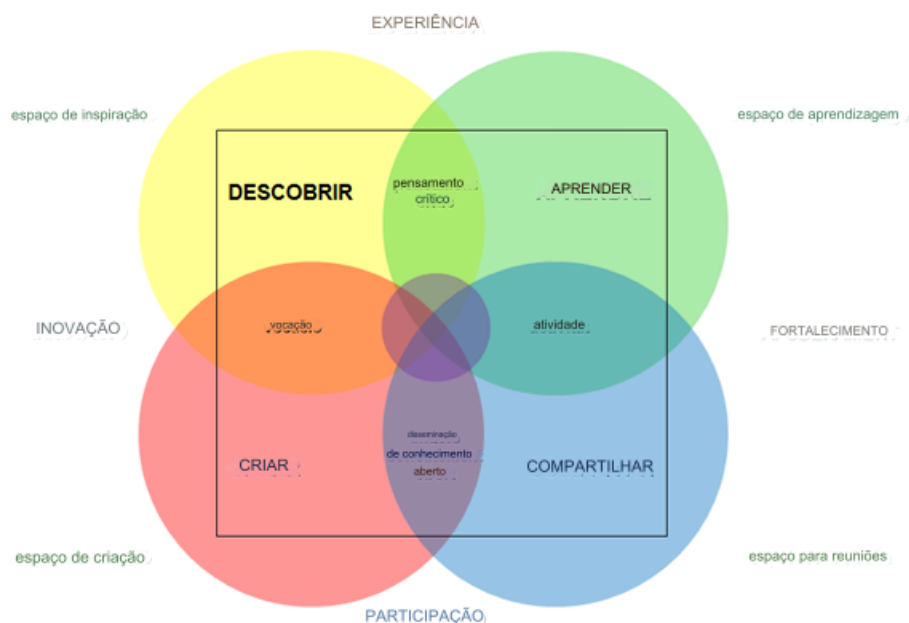 EXPERIÊNCIA
espaço de inspiração
espaço de aprendizagem
DESCOBRIR
pensamento
crítico
APRENDER
INOVAÇÃO
vocação
atividade
FORTALECIMENTO
disseminação
de conhecimento
aberto
CRIAR
COMPARTILHAR
espaço de criação
espaço para reuniões
PARTICIPAÇÃO